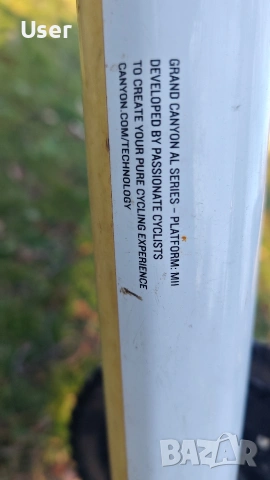 User
GRAND CANYON AL SERIES - PLATFORM: M11
DEVELOPED BY PASSIONATE CYCLISTS
TO CREATE YOUR PURE CYCLING EXPERIENCE
CANYON.COM/TECHNOLOGY
BAZAR